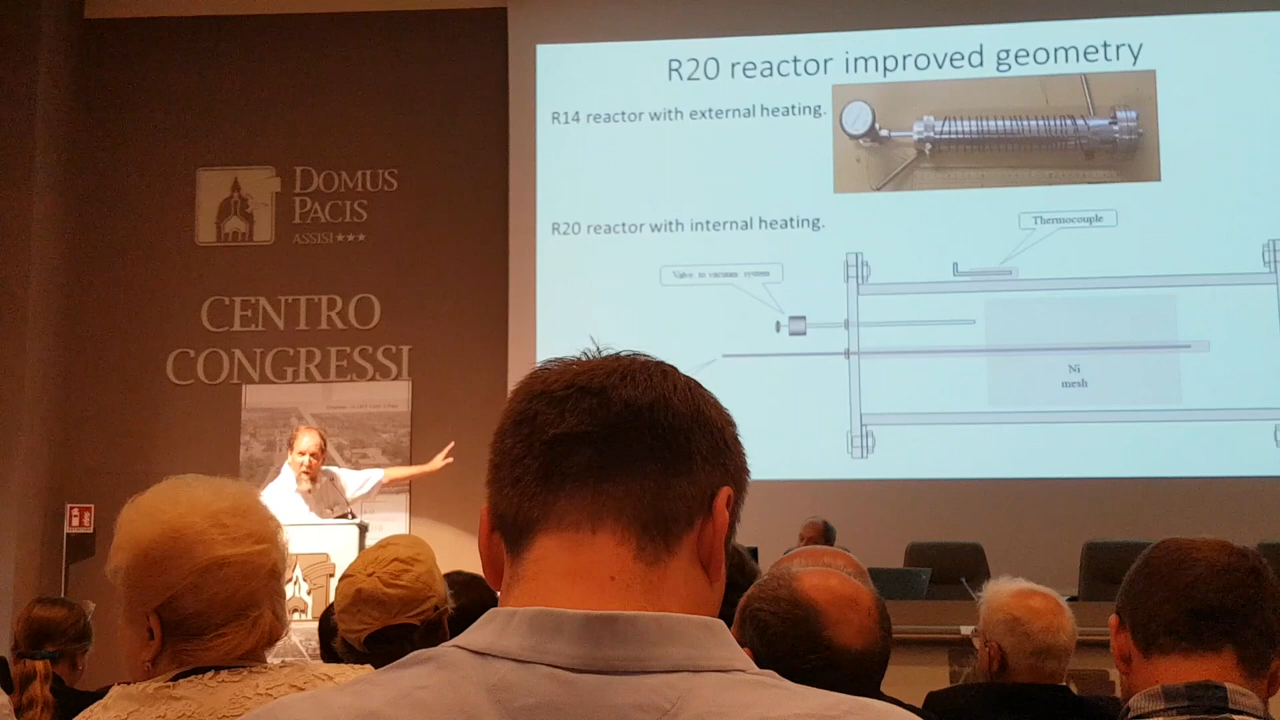 R20 reactor improved geometry
R14 reactor with external heating.
R20 reactor with internal heating.
Thermocouple
Valve to vacuum system
Ni
mesh
DOMUS
PACIS
ASSISI★★★
CENTRO
CONGRESSI